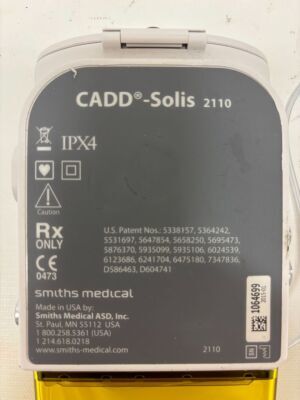 CADD®-Solis 2110
IPX4
Caution
Rx
ONLY
CE
0473
U.S. Patent Nos.: 5338157, 5364242,
5531697, 5647854, 5658250, 5695473,
5876370, 5935099, 5935106, 6024539,
6123686, 6241704, 6475180, 7347836,
D586463, D604741
smiths medical
Made in USA by:
Smiths Medical ASD, Inc.
St. Paul, MN 55112 USA
1 800.258.5361 (USA)
1 214.618.0218
www.smiths-medical.com
2110
1064699
2015-02
SN